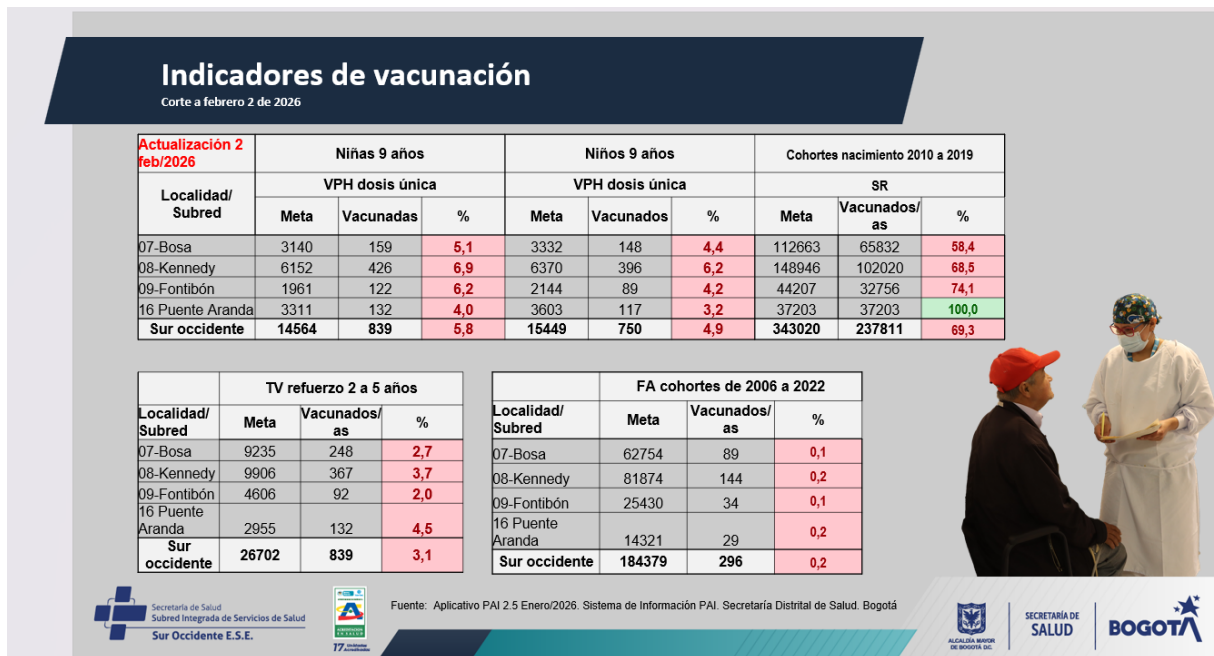 Indicadores de vacunación
Corte a febrero 2 de 2026
Actualización 2 feb/2026 Niñas 9 años Niños 9 años Cohortes nacimiento 2010 a 2019
Localidad/ Subred VPH dosis única VPH dosis única SR
Meta Vacunadas % Meta Vacunados % Meta Vacunados/as %
07-Bosa 3140 159 5,1 3332 148 4,4 112663 65832 58,4
08-Kennedy 6152 426 6,9 6370 396 6,2 148946 102020 68,5
09-Fontibón 1961 122 6,2 2144 89 4,2 44207 32756 74,1
16 Puente Aranda 3311 132 4,0 3603 117 3,2 37203 37203 100,0
Sur occidente 14564 839 5,8 15449 750 4,9 343020 237811 69,3
TV refuerzo 2 a 5 años
Localidad/ Subred Meta Vacunados/as %
07-Bosa 9235 248 2,7
08-Kennedy 9906 367 3,7
09-Fontibón 4606 92 2,0
16 Puente Aranda 2955 132 4,5
Sur occidente 26702 839 3,1
FA cohortes de 2006 a 2022
Localidad/ Subred Meta Vacunados/as %
07-Bosa 62754 89 0,1
08-Kennedy 81874 144 0,2
09-Fontibón 25430 34 0,1
16 Puente Aranda 14321 29 0,2
Sur occidente 184379 296 0,2
Secretaría de Salud
Subred Integrada de Servicios de Salud
Sur Occidente E.S.E.
17
Fuente: Aplicativo PAI 2.5 Enero/2026. Sistema de Información PAI. Secretaría Distrital de Salud. Bogotá
ALCALDÍA MAYOR
DE BOGOTÁ D.C.
SECRETARÍA DE
SALUD
BOGOTÁ